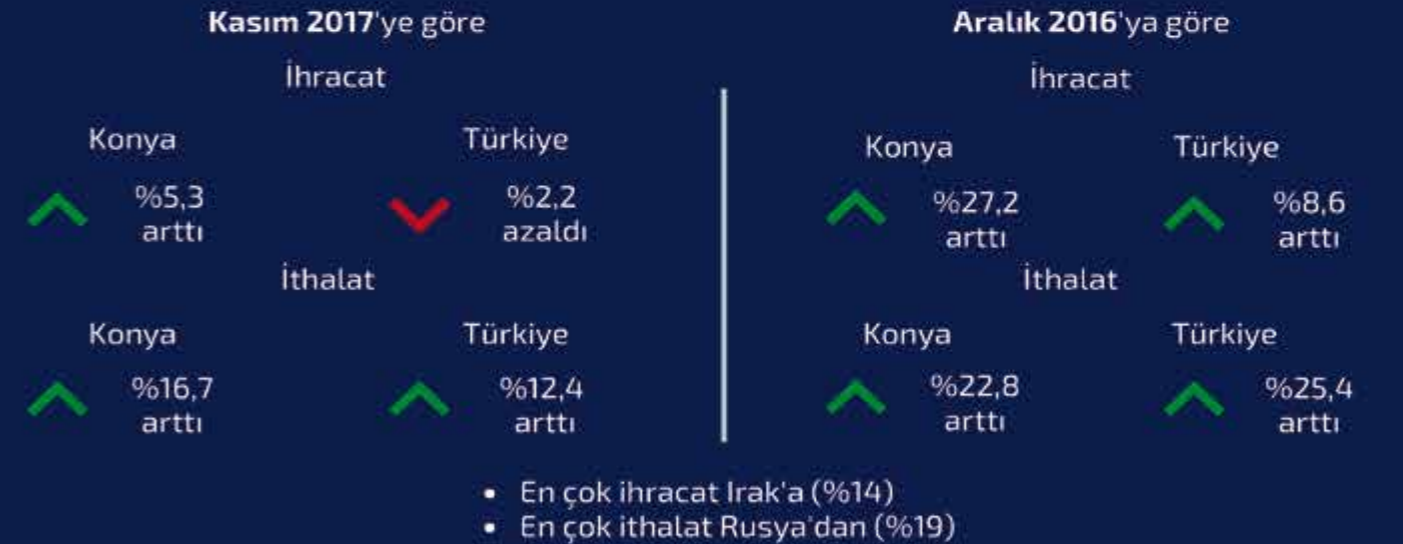 Kasım 2017'ye göre
İhracat
Konya
Türkiye
%5,3
arttı
%2,2
azaldı
İthalat
Konya
Türkiye
%16,7
arttı
%12,4
arttı
Aralık 2016'ya göre
İhracat
Konya
Türkiye
%27,2
arttı
%8,6
arttı
İthalat
Konya
Türkiye
%22,8
arttı
%25,4
arttı
• En çok ihracat Irak'a (%14)
• En çok ithalat Rusya'dan (%19)